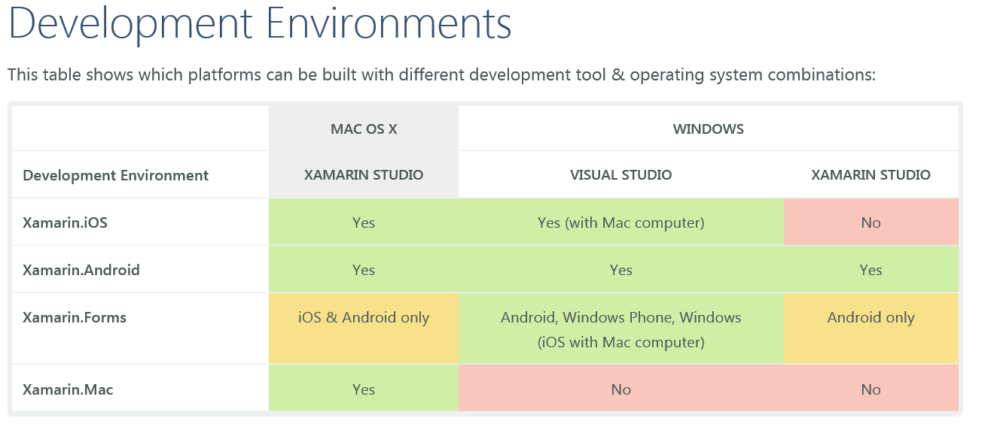 Development Environments
This table shows which platforms can be built with different development tool & operating system combinations:
MAC OS X WINDOWS
Development Environment XAMARIN STUDIO VISUAL STUDIO XAMARIN STUDIO
Xamarin.iOS Yes Yes (with Mac computer) No
Xamarin.Android Yes Yes Yes
Xamarin.Forms iOS & Android only Android, Windows Phone, Windows Android only
(iOS with Mac computer)
Xamarin.Mac Yes No No